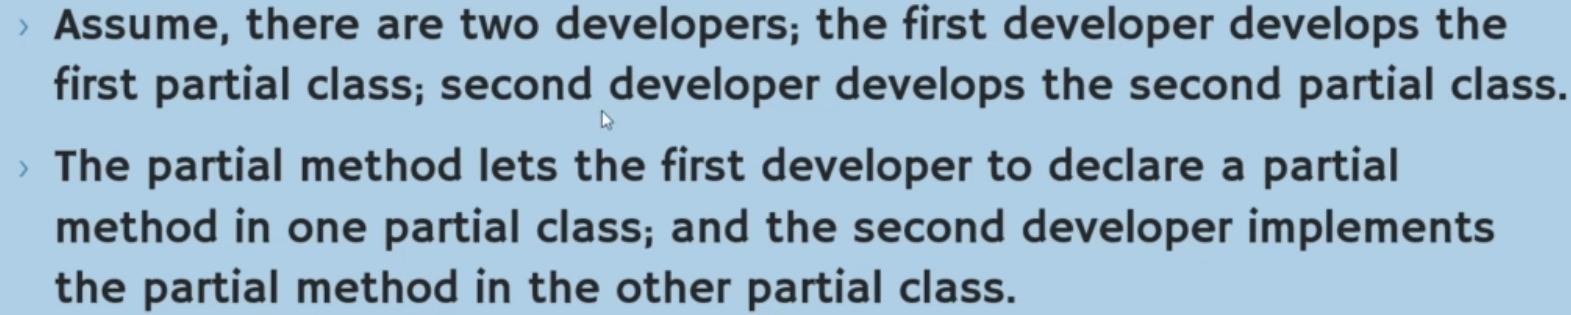 › Assume, there are two developers; the first developer develops the
first partial class; second developer develops the second partial class.
› The partial method lets the first developer to declare a partial
method in one partial class; and the second developer implements
the partial method in the other partial class.